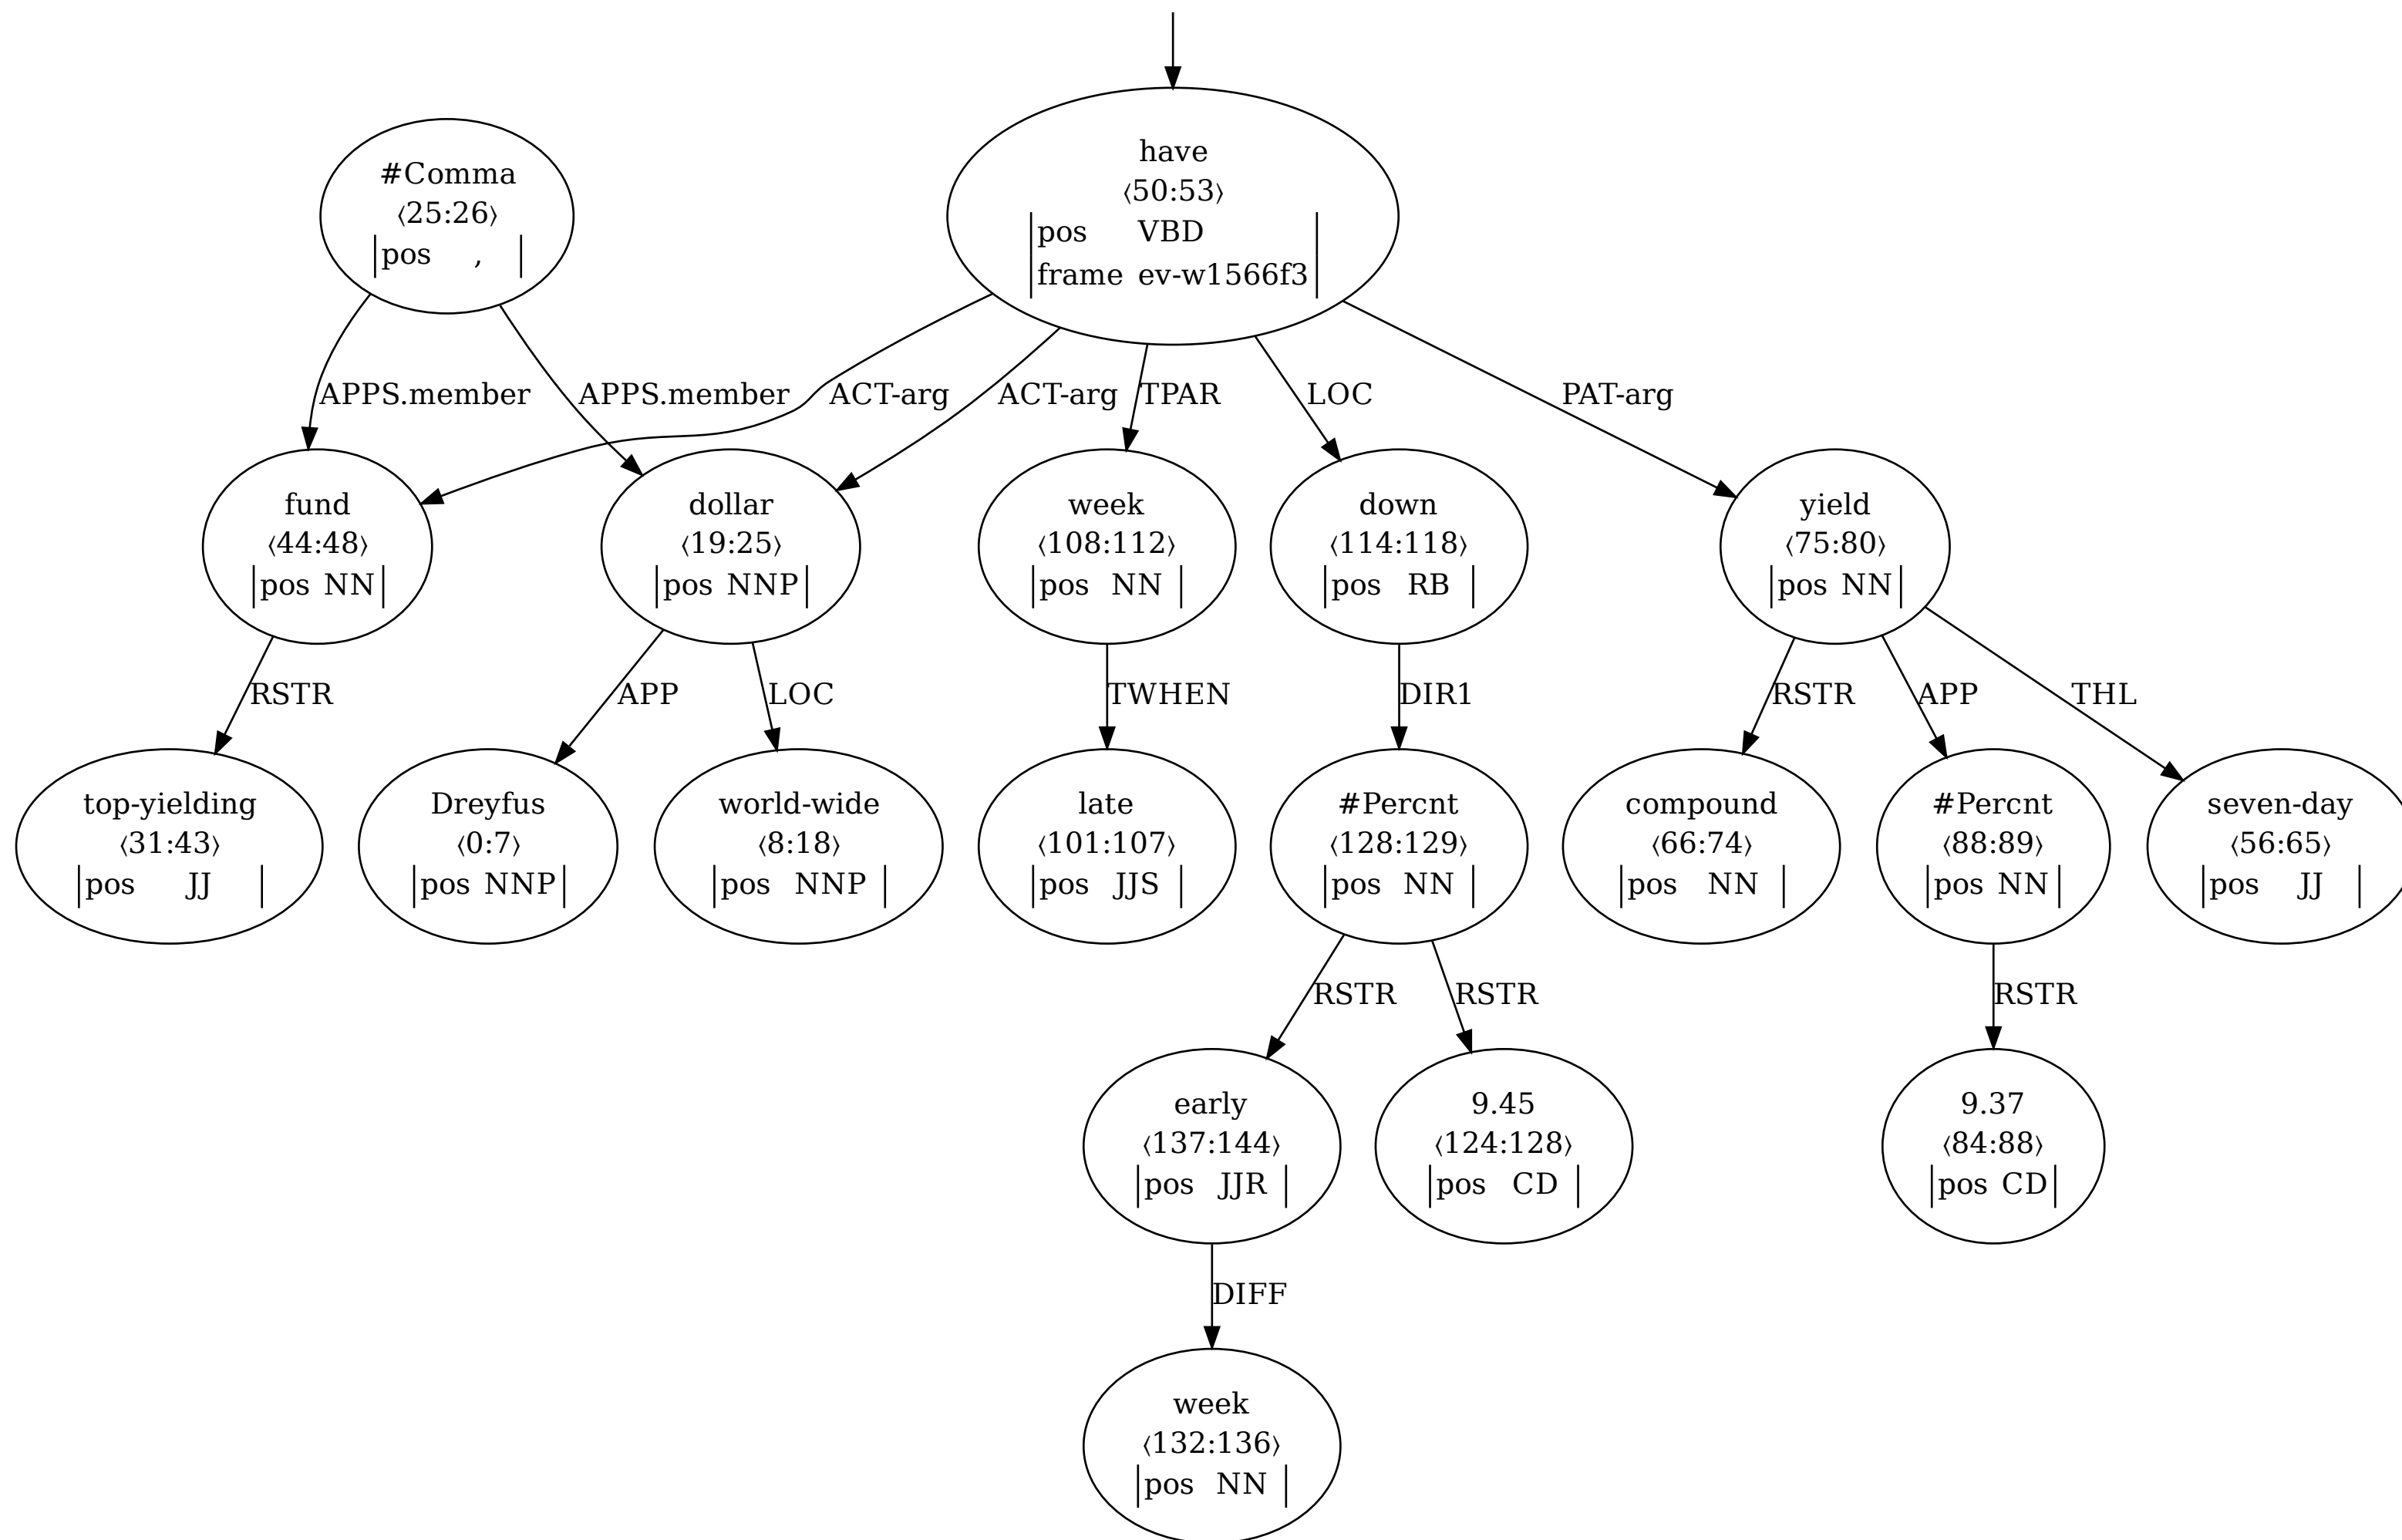 #Comma
⟨25:26⟩
pos ,
have
⟨50:53⟩
pos VBD
frame ev-w1566f3
APPS.member
APPS.member
ACT-arg
ACT-arg
TPAR
LOC
PAT-arg
fund
⟨44:48⟩
pos NN
dollar
⟨19:25⟩
pos NNP
week
⟨108:112⟩
pos NN
down
⟨114:118⟩
pos RB
yield
⟨75:80⟩
pos NN
RSTR
APP
LOC
TWHEN
DIR1
RSTR
APP
THL
top-yielding
⟨31:43⟩
pos JJ
Dreyfus
⟨0:7⟩
pos NNP
world-wide
⟨8:18⟩
pos NNP
late
⟨101:107⟩
pos JJS
#Percnt
⟨128:129⟩
pos NN
compound
⟨66:74⟩
pos NN
#Percnt
⟨88:89⟩
pos NN
seven-day
⟨56:65⟩
pos JJ
RSTR
RSTR
RSTR
early
⟨137:144⟩
pos JJR
9.45
⟨124:128⟩
pos CD
9.37
⟨84:88⟩
pos CD
DIFF
week
⟨132:136⟩
pos NN